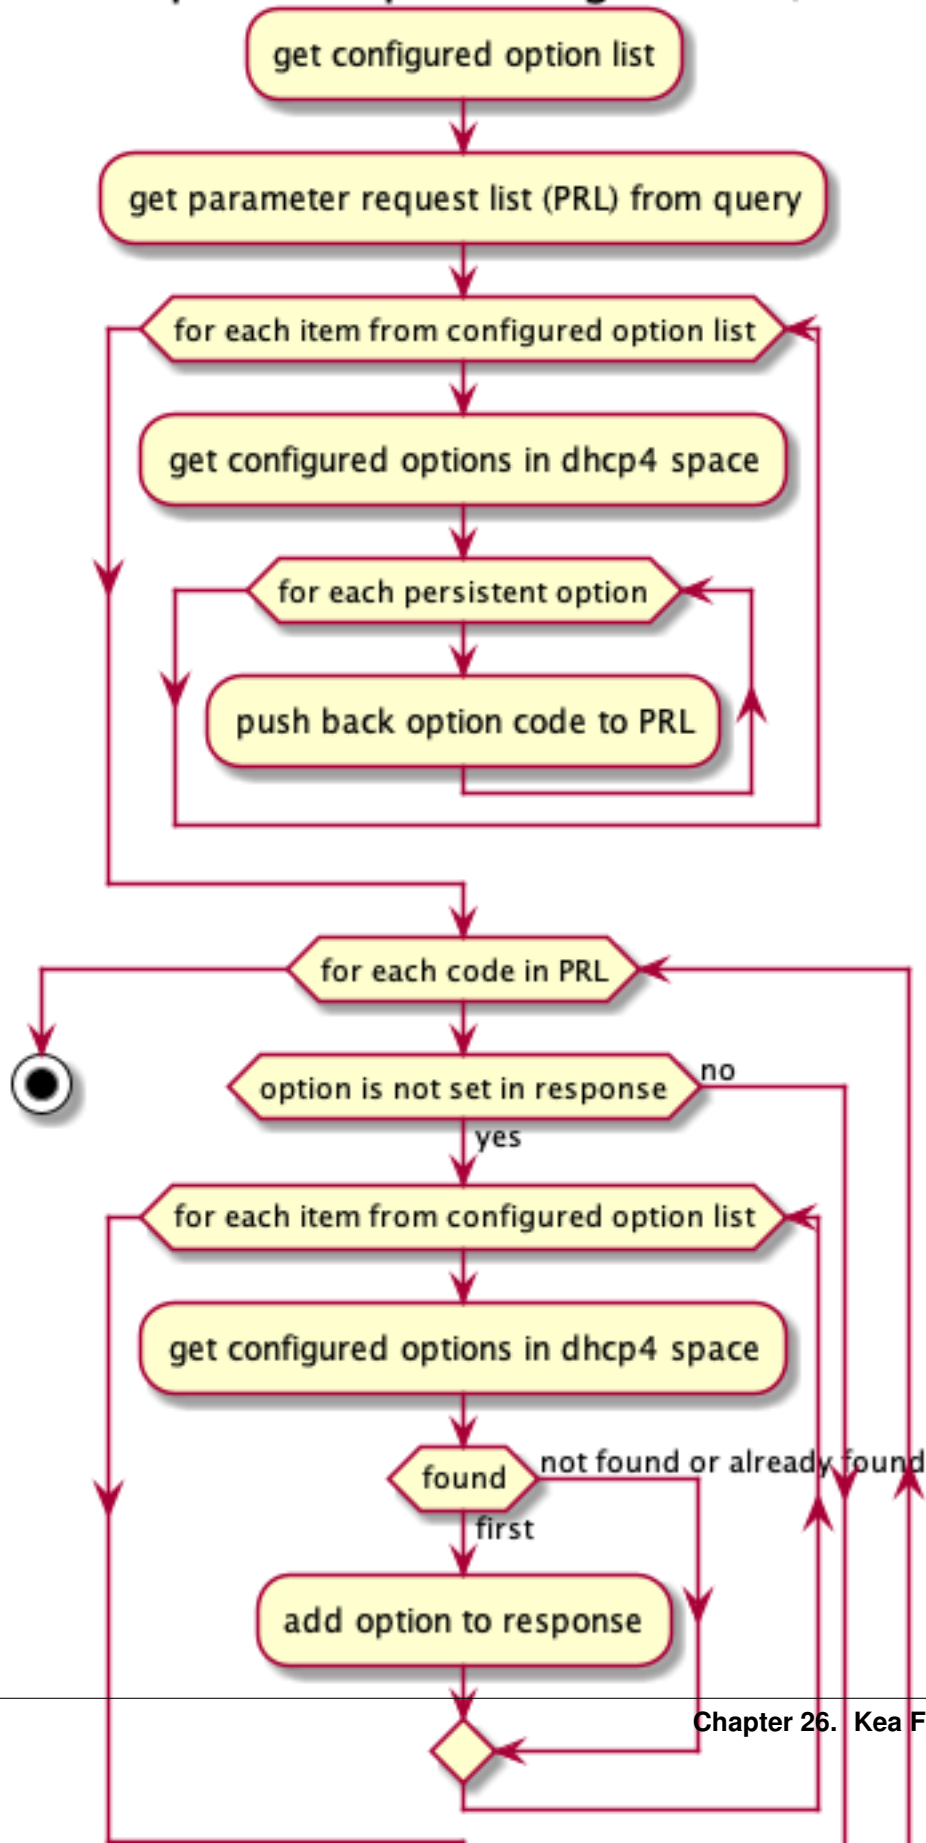 get configured option list
get parameter request list (PRL) from query
for each item from configured option list
get configured options in dhcp4 space
for each persistent option
push back option code to PRL
for each code in PRL
option is not set in response
no
yes
for each item from configured option list
get configured options in dhcp4 space
found
not found or already found
first
add option to response
Chapter 26. Kea F